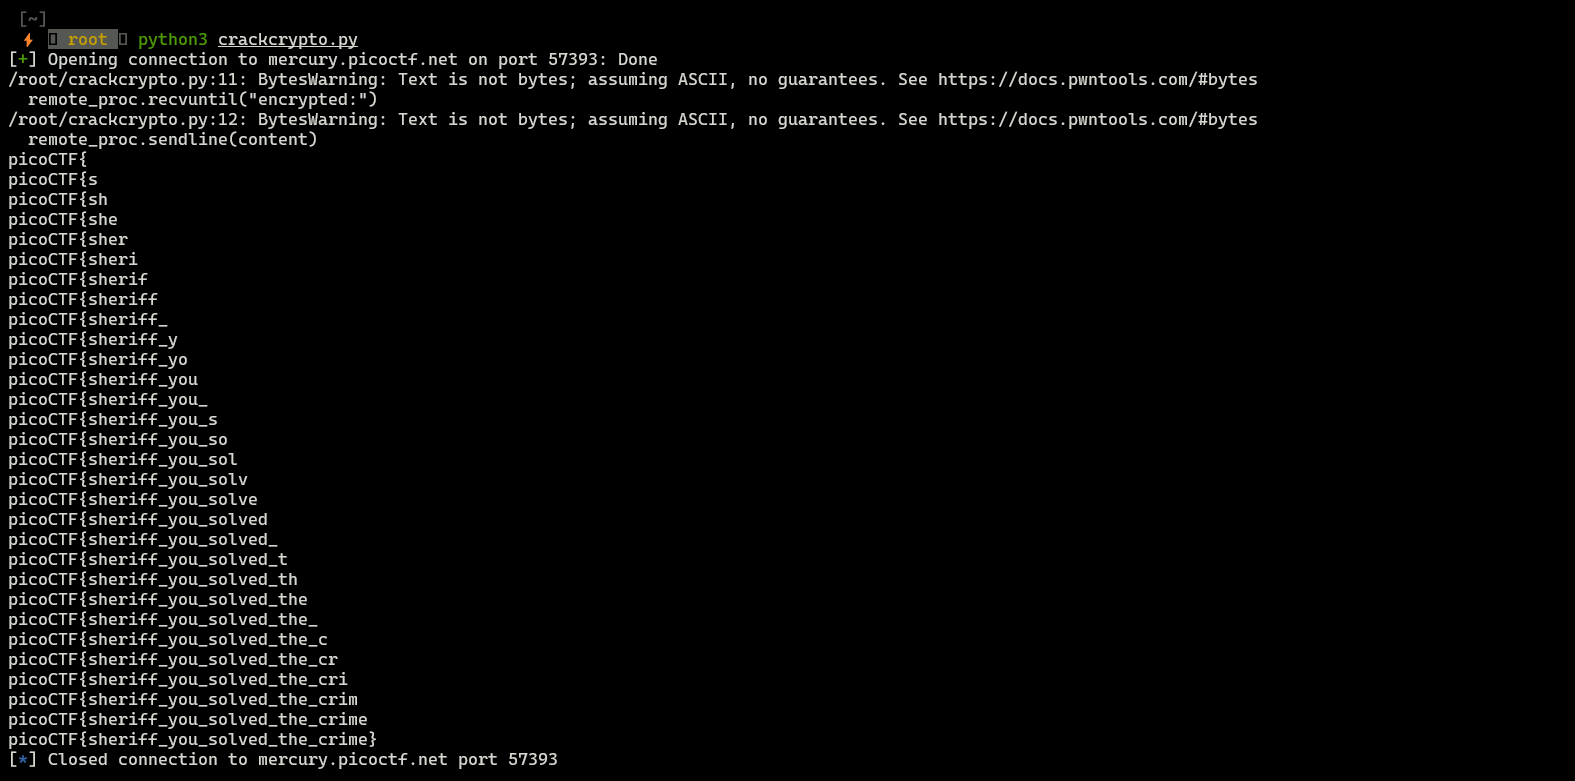 [~]
root python3 crackcrypto.py
[+] Opening connection to mercury.picoctf.net on port 57393: Done
/root/crackcrypto.py:11: BytesWarning: Text is not bytes; assuming ASCII, no guarantees. See https://docs.pwntools.com/#bytes
  remote_proc.recvuntil("encrypted:")
/root/crackcrypto.py:12: BytesWarning: Text is not bytes; assuming ASCII, no guarantees. See https://docs.pwntools.com/#bytes
  remote_proc.sendline(content)
picoCTF{
picoCTF{s
picoCTF{sh
picoCTF{she
picoCTF{sher
picoCTF{sheri
picoCTF{sherif
picoCTF{sheriff
picoCTF{sheriff_
picoCTF{sheriff_y
picoCTF{sheriff_yo
picoCTF{sheriff_you
picoCTF{sheriff_you_
picoCTF{sheriff_you_s
picoCTF{sheriff_you_so
picoCTF{sheriff_you_sol
picoCTF{sheriff_you_solv
picoCTF{sheriff_you_solve
picoCTF{sheriff_you_solved
picoCTF{sheriff_you_solved_
picoCTF{sheriff_you_solved_t
picoCTF{sheriff_you_solved_th
picoCTF{sheriff_you_solved_the
picoCTF{sheriff_you_solved_the_
picoCTF{sheriff_you_solved_the_c
picoCTF{sheriff_you_solved_the_cr
picoCTF{sheriff_you_solved_the_cri
picoCTF{sheriff_you_solved_the_crim
picoCTF{sheriff_you_solved_the_crime
picoCTF{sheriff_you_solved_the_crime}
[*] Closed connection to mercury.picoctf.net port 57393